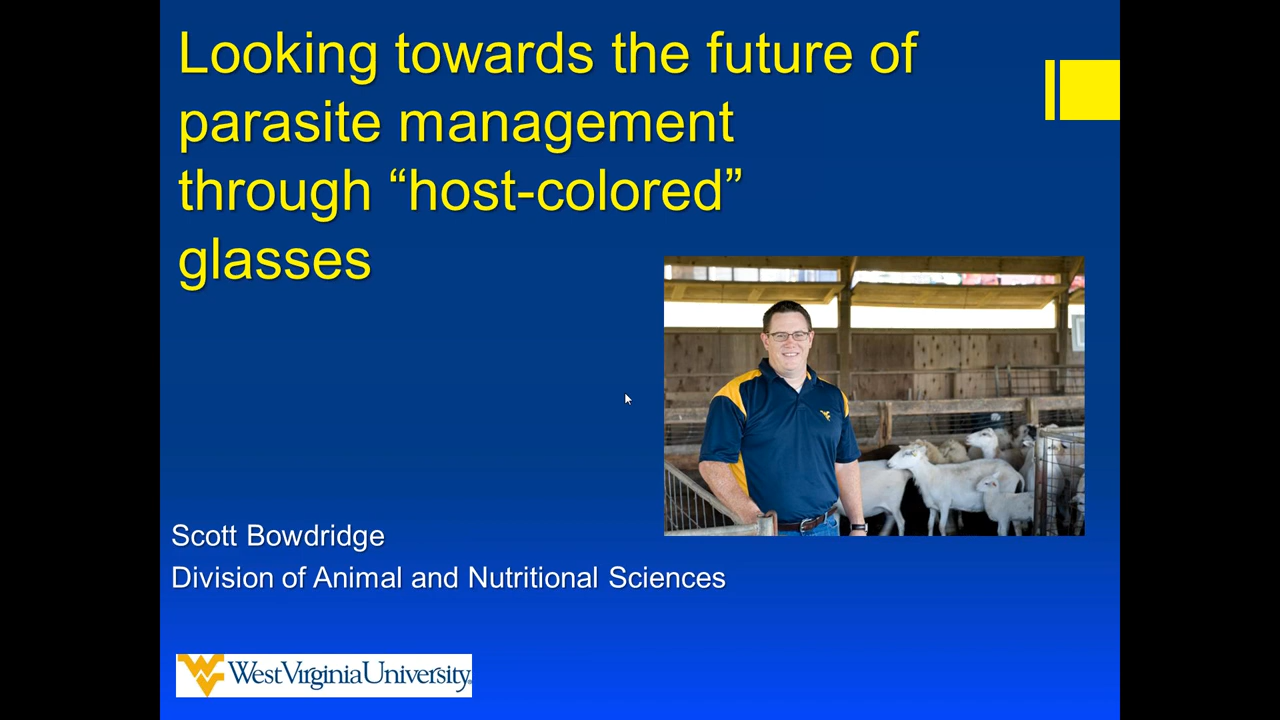 Looking towards the future of
parasite management
through “host-colored”
glasses
Scott Bowdridge
Division of Animal and Nutritional Sciences
WestVirginiaUniversity